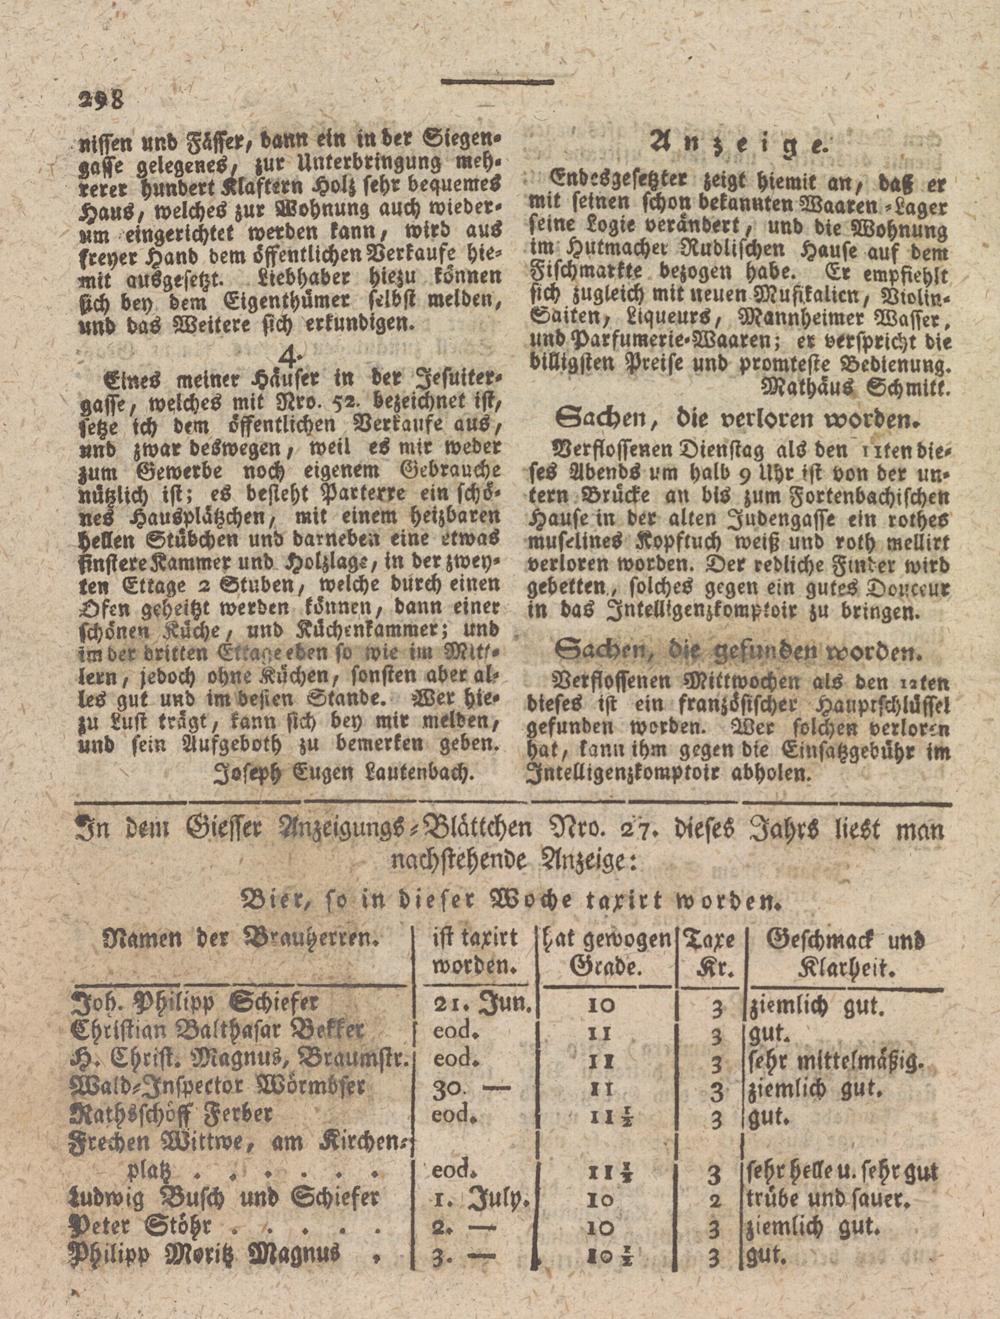 298
nissen und Fässer, dann ein in der Siegen-
gasse gelegenes, zur Unterbringung meh-
rerer hundert Klaftern Holz sehr bequemes
Haus, welches zur Wohnung auch wieder-
um eingerichtet werden kann, wird aus
freyer Hand dem öffentlichen Verkaufe hie-
mit ausgesetzt. Liebhaber hiezu können
sich bey dem Eigenthümer selbst melden,
und das Weitere sich erkundigen.
4.
Eines meiner Häuser in der Jesuiter-
gasse, welches mit Nro. 52. bezeichnet ist,
setze ich dem öffentlichen Verkaufe aus,
und zwar deswegen, weil es mir weder
zum Gewerbe noch eigenem Gebrauche
nützlich ist; es besteht Parterre ein schö-
nes Hausplätzchen, mit einem heizbaren
hellen Stübchen und darneben eine etwas
finstere Kammer und Holzlage, in der zwey-
ten Ettage 2 Stuben, welche durch einen
Ofen geheitzt werden können, dann einer
schönen Küche, und Küchenkammer; und
im der dritten Ettage eben so wie im Mitt-
lern, jedoch ohne Küchen, sonsten aber al-
les gut und im besten Stande. Wer hie-
zu Lust trägt, kann sich bey mir melden,
und sein Aufgeboth zu bemerken geben.
Joseph Eugen Lautenbach.
Anzeige.
Endesgesetzter zeigt hiemit an, daß er
mit seinen schon bekannten Waaren-Lager
seine Logie verändert, und die Wohnung
im Hutmacher Rudlischen Hause auf dem
Fischmarkte bezogen habe. Er empfiehlt
sich zugleich mit neuen Musikalien, Violin-
Saiten, Liqueurs, Mannheimer Wasser,
und Parfumerie-Waaren; er verspricht die
billigsten Preise und promteste Bedienung.
Mathäus Schmitt.
Sachen, die verloren worden.
Verflossenen Dienstag als den 11ten die-
ses Abends um halb 9 Uhr ist von der un-
tern Brücke an bis zum Fortenbachischen
Hause in der alten Judengasse ein rothes
muselines Kopftuch weiß und roth mellirt
verloren worden. Der redliche Finder wird
gebetten, solches gegen ein gutes Douceur
in das Intelligenzkomptoir zu bringen.
Sachen, die gefunden worden.
Verflossenen Mittwochen als den 12ten
dieses ist ein französischer Hauptschlüssel
gefunden worden. Wer solchen verloren
hat, kann ihm gegen die Einsatzgebühr im
Intelligenzkomptoir abholen.
In dem Giesser Anzeigungs-Blättchen Nro. 27. dieses Jahrs liest man
nachstehende Anzeige:
Bier, so in dieser Woche taxirt worden.
Namen der Brauherren. ist taxirt worden. hat gewogen Grade. Taxe Kr. Geschmack und Klarheit.
Joh. Philipp Schiefer 21. Jun. 10 3 ziemlich gut.
Christian Balthasar Bekker eod. 11 3 gut.
H. Christ. Magnus, Braumstr. eod. 11 3 sehr mittelmäßig.
Wald-Inspector Wörmbser 30. — 11 3 ziemlich gut.
Rathsschöff Ferber eod. 11 1/2 3 gut.
Frechen Wittwe, am Kirchen-
platz . . . . . . eod. 11 1/2 3 sehr helle u. sehr gut
Ludwig Busch und Schiefer 1. July. 10 2 trübe und sauer.
Peter Stöhr . . . . . 2. — 10 3 ziemlich gut.
Philipp Moritz Magnus . 3. — 10 1/2 3 gut.